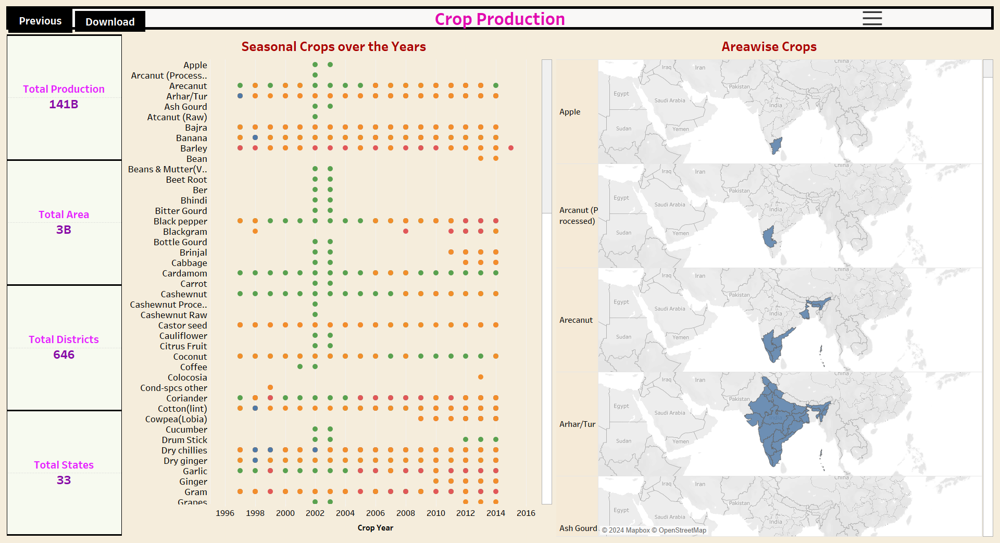 Previous
Download
Crop Production
Total Production
141B
Total Area
3B
Total Districts
646
Total States
33
Seasonal Crops over the Years
Apple
Arcanut (Process..
Arecanut
Arhar/Tur
Ash Gourd
Atcanut (Raw)
Bajra
Banana
Barley
Bean
Beans & Mutter(V..
Beet Root
Ber
Bhindi
Bitter Gourd
Black pepper
Blackgram
Bottle Gourd
Brinjal
Cabbage
Cardamom
Carrot
Cashewnut
Cashewnut Proce..
Cashewnut Raw
Castor seed
Cauliflower
Citrus Fruit
Coconut
Coffee
Colocosia
Cond-spcs other
Coriander
Cotton(lint)
Cowpea(Lobia)
Cucumber
Drum Stick
Dry chillies
Dry ginger
Garlic
Ginger
Gram
Grapes
1996 1998 2000 2002 2004 2006 2008 2010 2012 2014 2016
Crop Year
Areawise Crops
Apple
China
Iraq Iran
Pakistan
Egypt
Saudi Arabia
India
Sudan
Yemen
Arcanut (P
rocessed)
China
Iraq Iran
Pakistan
Egypt
Saudi Arabia
India
Sudan
Yemen
Arecanut
China
Iraq Iran
Pakistan
Egypt
Saudi Arabia
India
Sudan
Yemen
Arhar/Tur
China
Iraq Iran
Pakistan
Egypt
Saudi Arabia
India
Sudan
Yemen
Ash Gourd
China
Iraq Iran
Pakistan
Egypt
Saudi Arabia
India
© 2024 Mapbox © OpenStreetMap